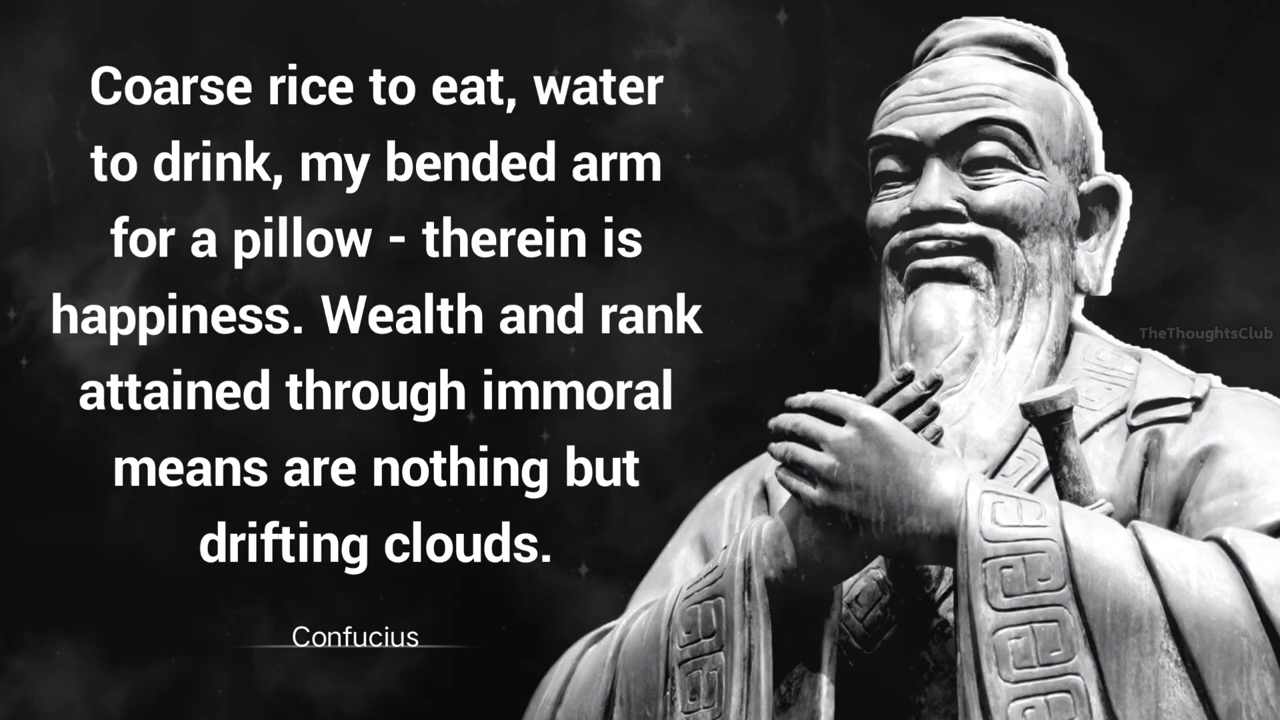 Coarse rice to eat, water
to drink, my bended arm
for a pillow - therein is
happiness. Wealth and rank
attained through immoral
means are nothing but
drifting clouds.
Confucius
TheThoughtsClub